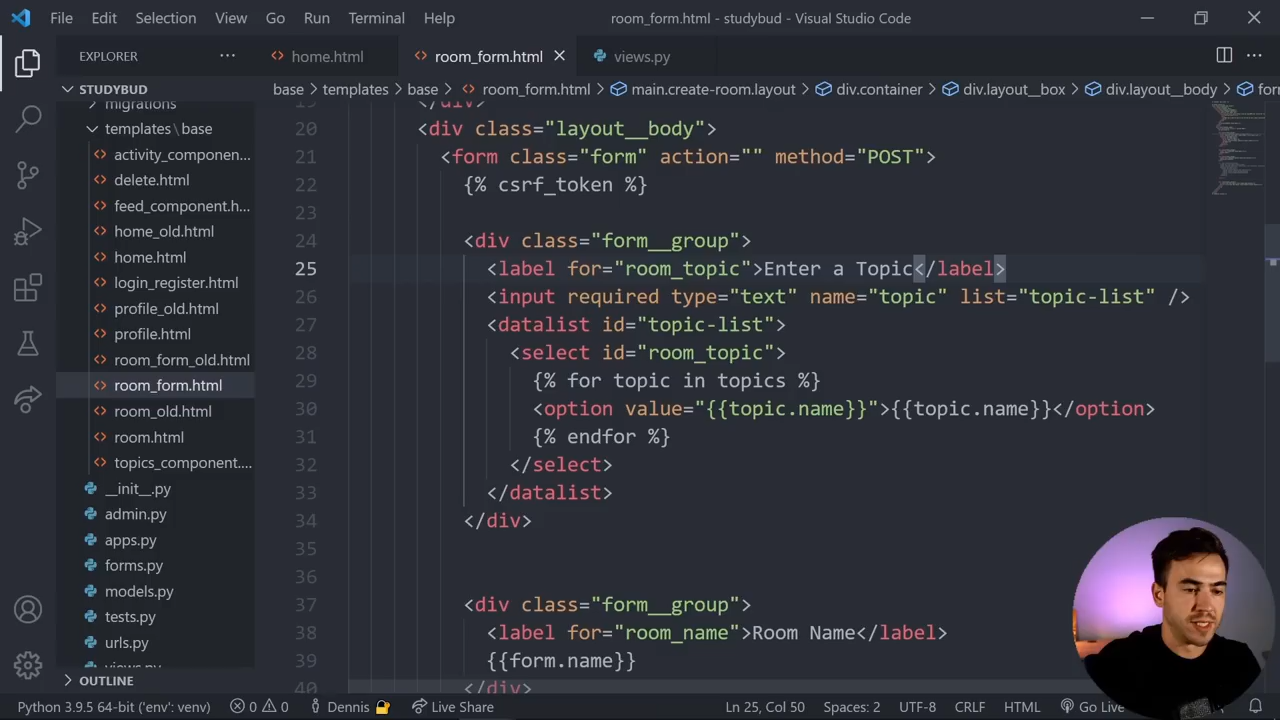 File Edit Selection View Go Run Terminal Help room_form.html - studybud - Visual Studio Code
EXPLORER ··· home.html room_form.html views.py
STUDYBUD base > templates > base > room_form.html > main.create-room.layout > div.container > div.layout__box > div.layout__body > for
migrations
templates\base
activity_componen...
delete.html
feed_component.h...
home_old.html
home.html
login_register.html
profile_old.html
profile.html
room_form_old.html
room_form.html
room_old.html
room.html
topics_component....
__init__.py
admin.py
apps.py
forms.py
models.py
tests.py
urls.py
views.py
OUTLINE
19 </div>
20 <div class="layout__body">
21 <form class="form" action="" method="POST">
22 {% csrf_token %}
23
24 <div class="form__group">
25 <label for="room_topic">Enter a Topic</label>
26 <input required type="text" name="topic" list="topic-list" />
27 <datalist id="topic-list">
28 <select id="room_topic">
29 {% for topic in topics %}
30 <option value="{{topic.name}}">{{topic.name}}</option>
31 {% endfor %}
32 </select>
33 </datalist>
34 </div>
35
36
37 <div class="form__group">
38 <label for="room_name">Room Name</label>
39 {{form.name}}
40 </div>
Python 3.9.5 64-bit ('env': venv) 0 0 Dennis Live Share Ln 25, Col 50 Spaces: 2 UTF-8 CRLF HTML Go Live